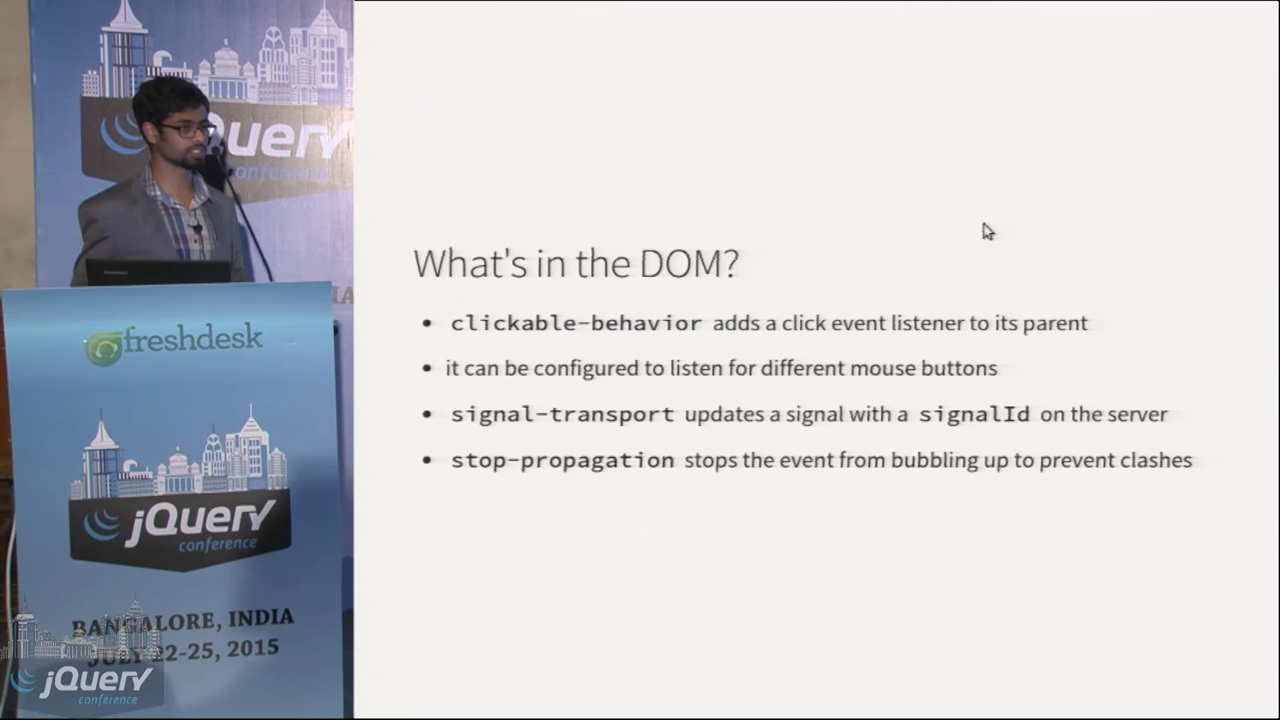 jQuery
conference
freshdesk
jQuery
conference
BANGALORE, INDIA
JULY 22-25, 2015
jQuery
conference
What's in the DOM?
• clickable-behavior adds a click event listener to its parent
• it can be configured to listen for different mouse buttons
• signal-transport updates a signal with a signalId on the server
• stop-propagation stops the event from bubbling up to prevent clashes